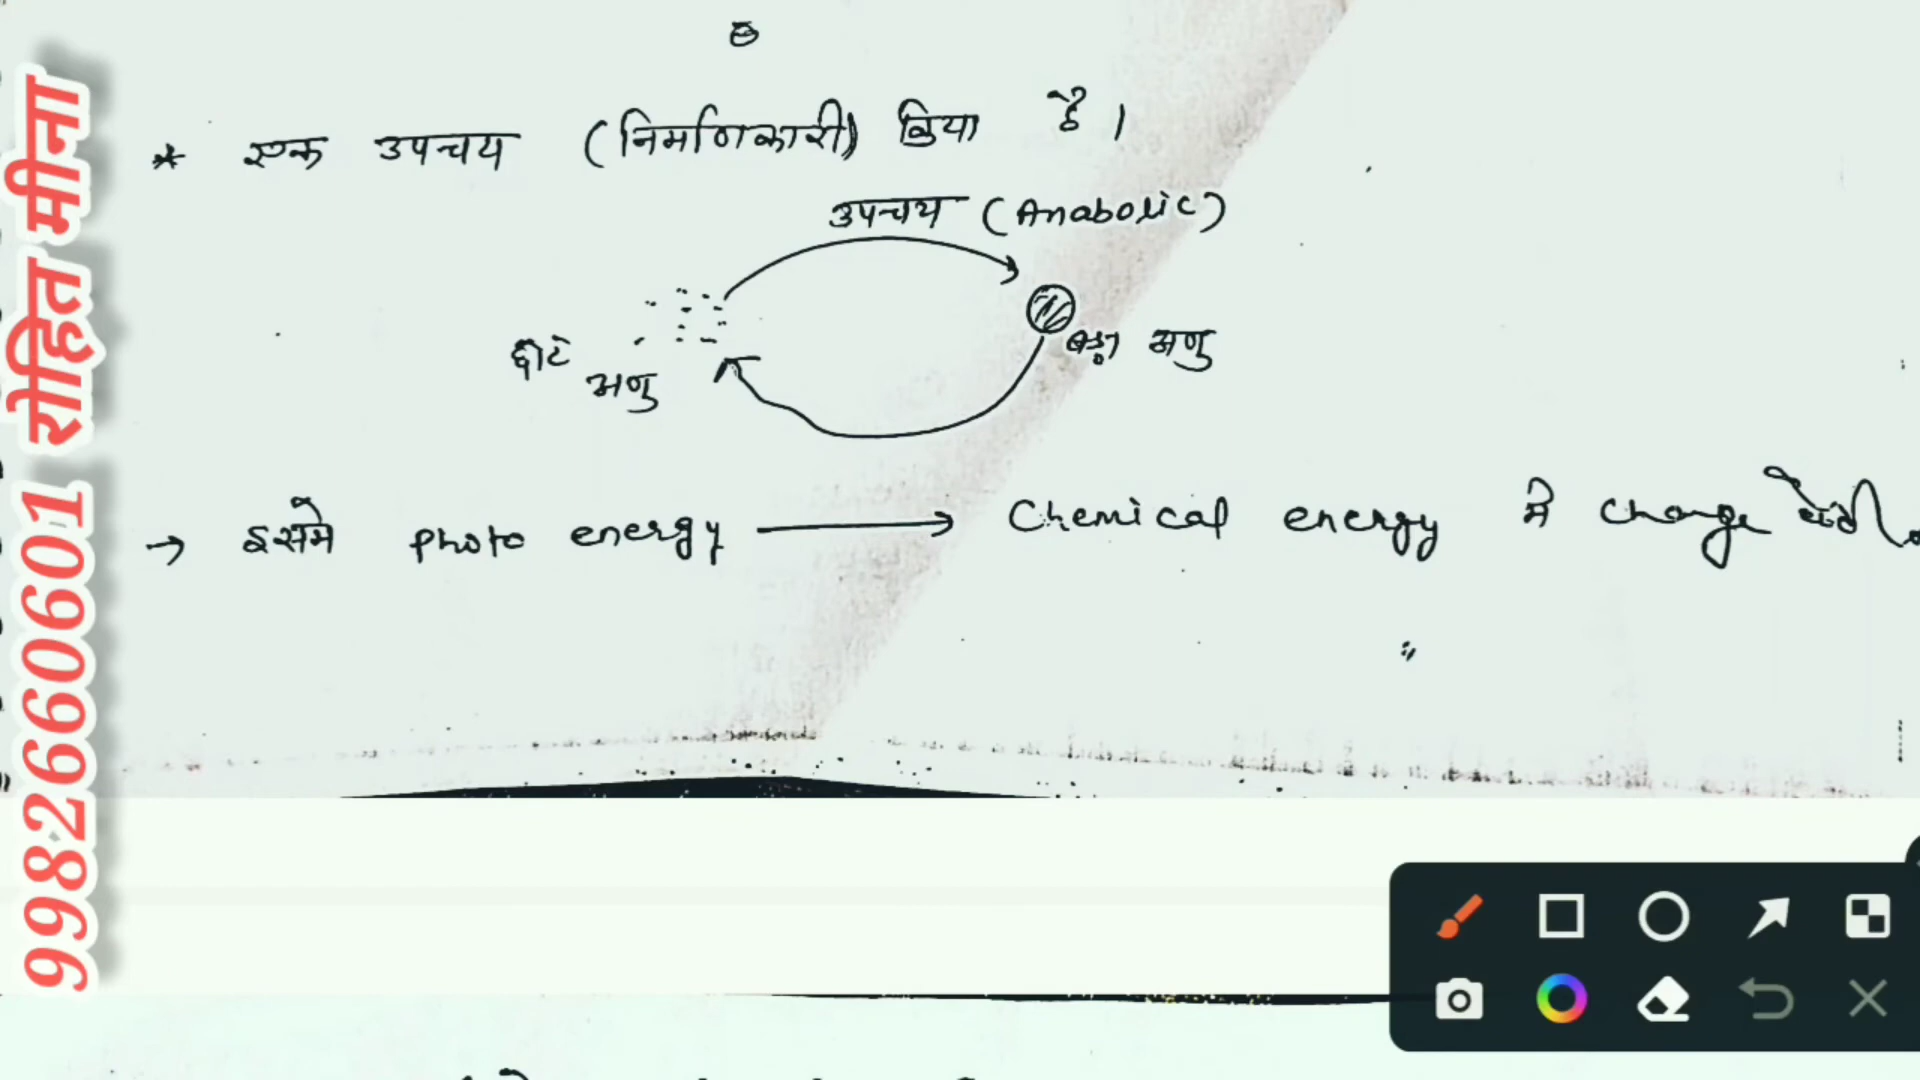 * एक उपचय (निर्माणकारी) क्रिया है।
उपचय (Anabolic)
छोटे अणु
बड़ा अणु
→ इसमे photo energy → Chemical energy मे change
9982660601 रोहित मीना